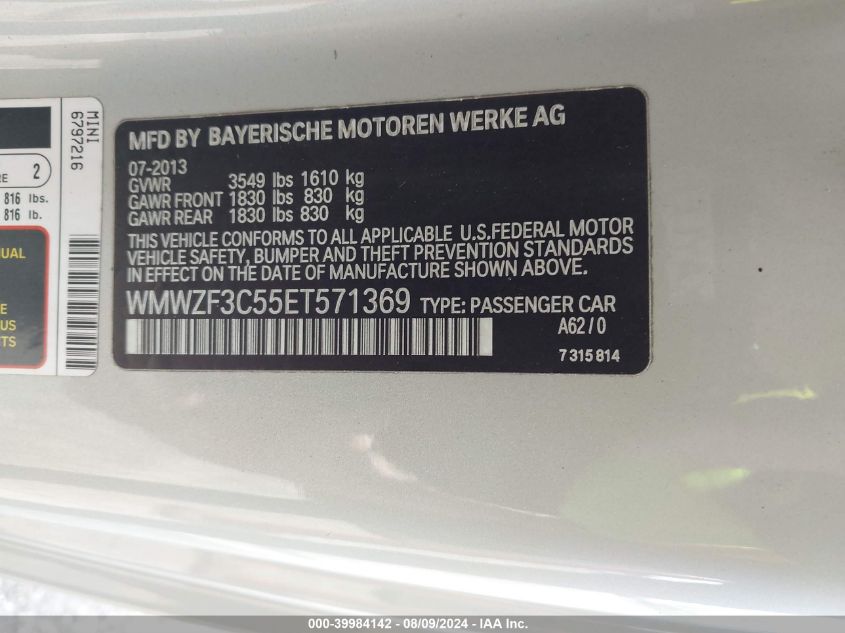 MINI
6797216
RE 2
816 lbs.
816 lb.
NUAL
US
TS
MFD BY BAYERISCHE MOTOREN WERKE AG
07-2013
GVWR 3549 lbs 1610 kg
GAWR FRONT 1830 lbs 830 kg
GAWR REAR 1830 lbs 830 kg
THIS VEHICLE CONFORMS TO ALL APPLICABLE U.S.FEDERAL MOTOR
VEHICLE SAFETY, BUMPER AND THEFT PREVENTION STANDARDS
IN EFFECT ON THE DATE OF MANUFACTURE SHOWN ABOVE.
WMWZF3C55ET571369 TYPE: PASSENGER CAR
A62/0
7 315 814
000-39984142 - 08/09/2024 - IAA Inc.